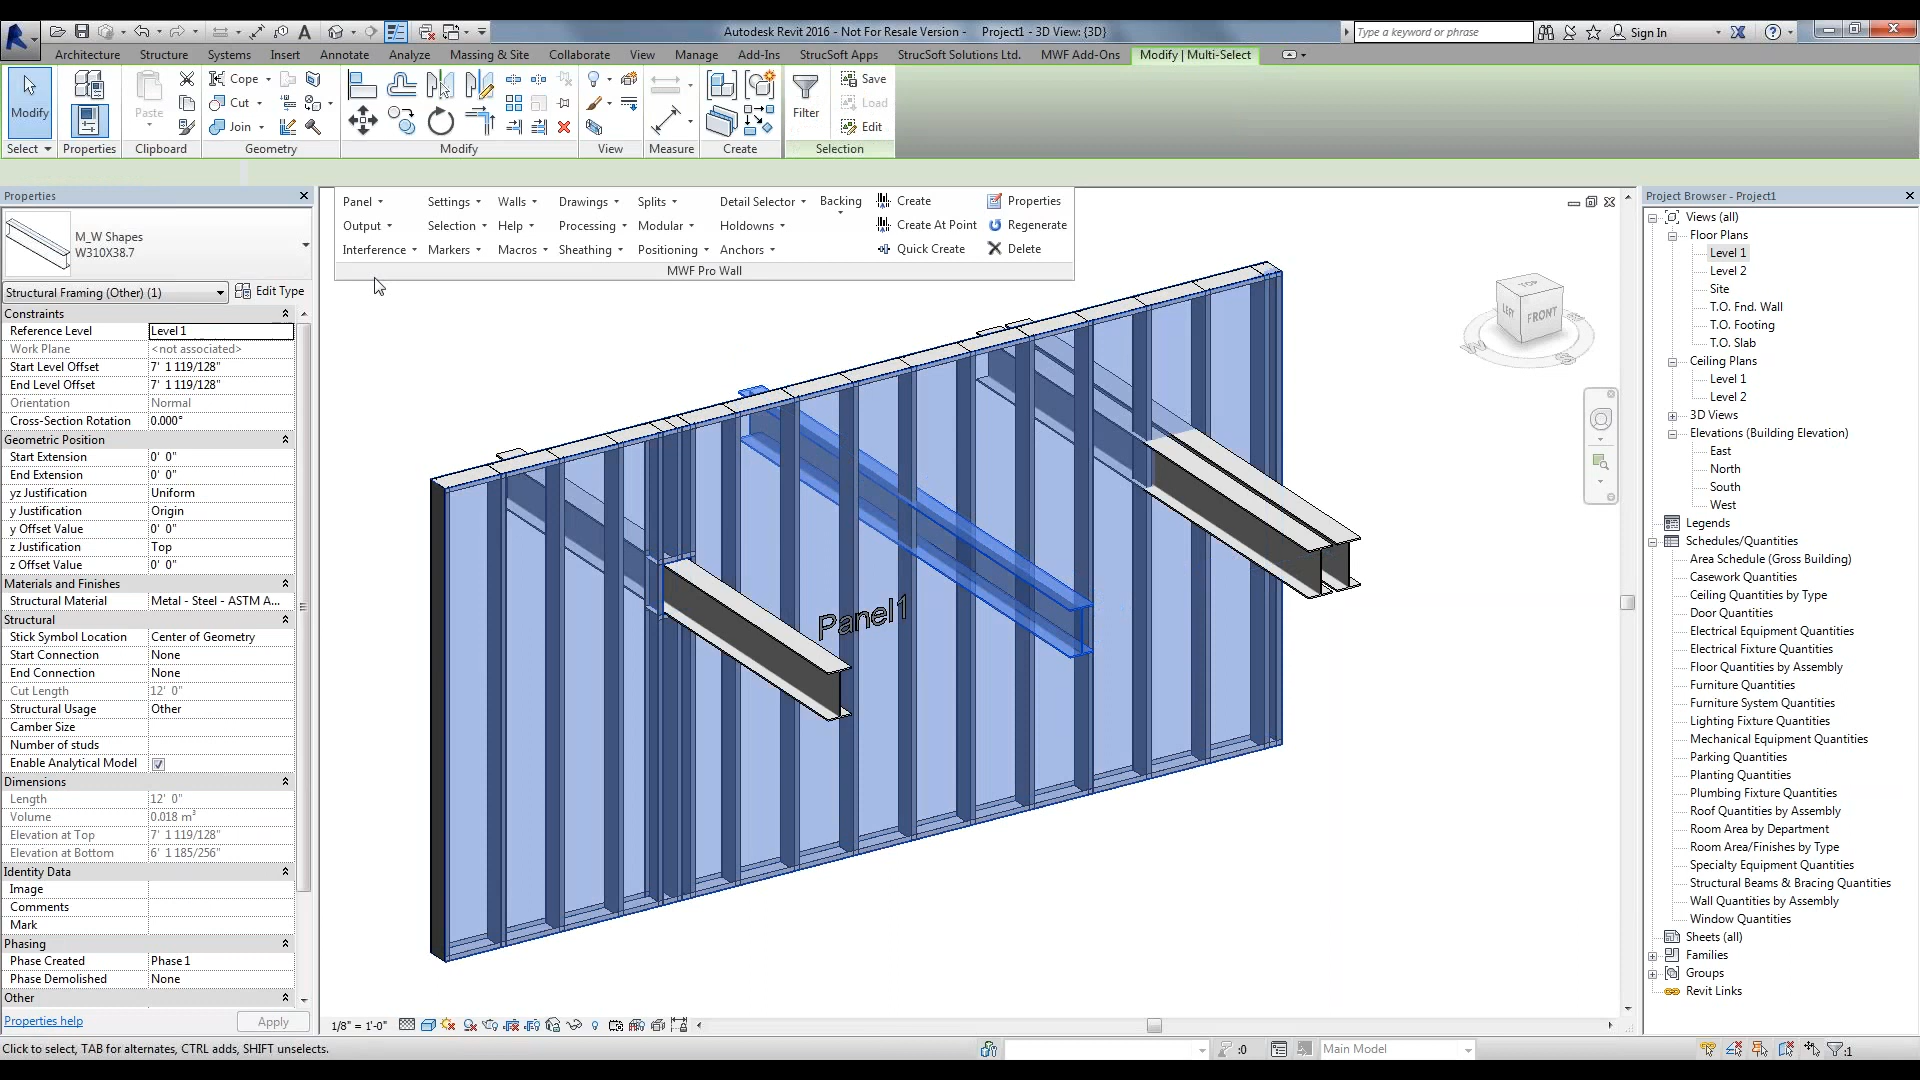 Autodesk Revit 2016 - Not For Resale Version - Project1 - 3D View: {3D}
Type a keyword or phrase
Sign In
Architecture Structure Systems Insert Annotate Analyze Massing & Site Collaborate View Manage Add-Ins StrucSoft Apps StrucSoft Solutions Ltd. MWF Add-Ons Modify | Multi-Select
Modify
Paste
Cope
Cut
Join
Filter
Save
Load
Edit
Select Properties Clipboard Geometry Modify View Measure Create Selection
Properties
M_W Shapes
W310X38.7
Structural Framing (Other) (1) Edit Type
Constraints
Reference Level Level 1
Work Plane <not associated>
Start Level Offset 7' 1 119/128"
End Level Offset 7' 1 119/128"
Orientation Normal
Cross-Section Rotation 0.000°
Geometric Position
Start Extension 0' 0"
End Extension 0' 0"
yz Justification Uniform
y Justification Origin
y Offset Value 0' 0"
z Justification Top
z Offset Value 0' 0"
Materials and Finishes
Structural Material Metal - Steel - ASTM A...
Structural
Stick Symbol Location Center of Geometry
Start Connection None
End Connection None
Cut Length 12' 0"
Structural Usage Other
Camber Size
Number of studs
Enable Analytical Model
Dimensions
Length 12' 0"
Volume 0.018 m³
Elevation at Top 7' 1 119/128"
Elevation at Bottom 6' 1 185/256"
Identity Data
Image
Comments
Mark
Phasing
Phase Created Phase 1
Phase Demolished None
Other
Properties help Apply
Panel Settings Walls Drawings Splits Detail Selector Backing Create Properties
Output Selection Help Processing Modular Holdowns Create At Point Regenerate
Interference Markers Macros Sheathing Positioning Anchors Quick Create Delete
MWF Pro Wall
TOP
LEFT FRONT
W S
Panel1
1/8" = 1'-0"
Project Browser - Project1
Views (all)
Floor Plans
Level 1
Level 2
Site
T.O. Fnd. Wall
T.O. Footing
T.O. Slab
Ceiling Plans
Level 1
Level 2
3D Views
Elevations (Building Elevation)
East
North
South
West
Legends
Schedules/Quantities
Area Schedule (Gross Building)
Casework Quantities
Ceiling Quantities by Type
Door Quantities
Electrical Equipment Quantities
Electrical Fixture Quantities
Floor Quantities by Assembly
Furniture Quantities
Furniture System Quantities
Lighting Fixture Quantities
Mechanical Equipment Quantities
Parking Quantities
Planting Quantities
Plumbing Fixture Quantities
Roof Quantities by Assembly
Room Area by Department
Room Area/Finishes by Type
Specialty Equipment Quantities
Structural Beams & Bracing Quantities
Wall Quantities by Assembly
Window Quantities
Sheets (all)
Families
Groups
Revit Links
Click to select, TAB for alternates, CTRL adds, SHIFT unselects.
:0
Main Model
:1